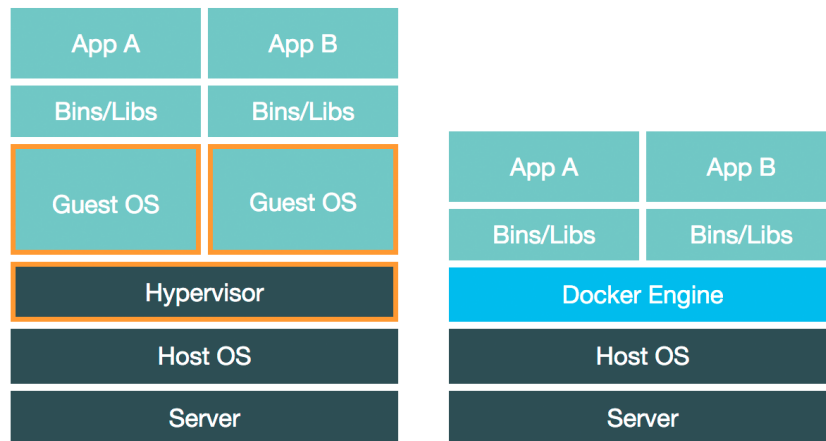 App A
App B
Bins/Libs
Bins/Libs
Guest OS
Guest OS
Hypervisor
Host OS
Server
App A
App B
Bins/Libs
Bins/Libs
Docker Engine
Host OS
Server